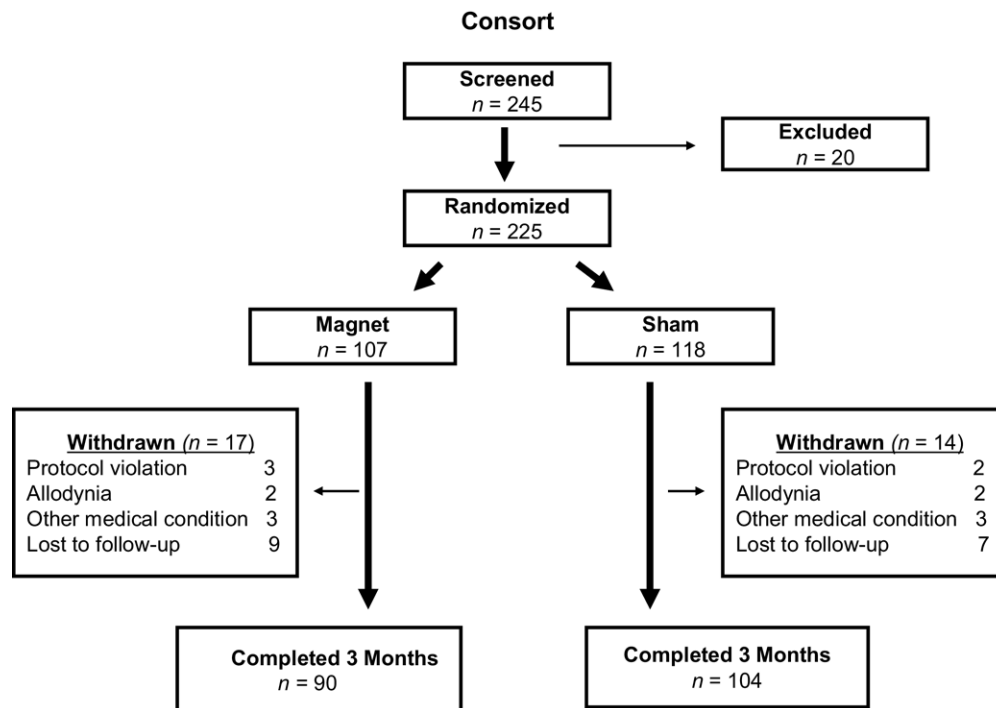 Consort
Screened
n = 245
Excluded
n = 20
Randomized
n = 225
Magnet
n = 107
Sham
n = 118
Withdrawn (n = 17)
Protocol violation 3
Allodynia 2
Other medical condition 3
Lost to follow-up 9
Withdrawn (n = 14)
Protocol violation 2
Allodynia 2
Other medical condition 3
Lost to follow-up 7
Completed 3 Months
n = 90
Completed 3 Months
n = 104